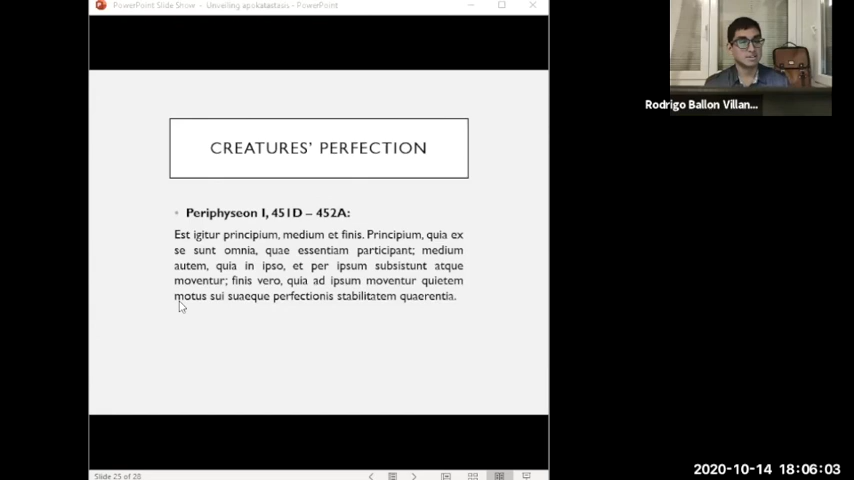 PowerPoint Slide Show - Unveiling apokatastasis - PowerPoint
Rodrigo Ballon Villan...
CREATURES' PERFECTION
• Periphyseon I, 451D – 452A:
Est igitur principium, medium et finis. Principium, quia ex
se sunt omnia, quae essentiam participant; medium
autem, quia in ipso, et per ipsum subsistunt atque
moventur; finis vero, quia ad ipsum moventur quietem
motus sui suaeque perfectionis stabilitatem quaerentia.
Slide 25 of 28
2020-10-14 18:06:03